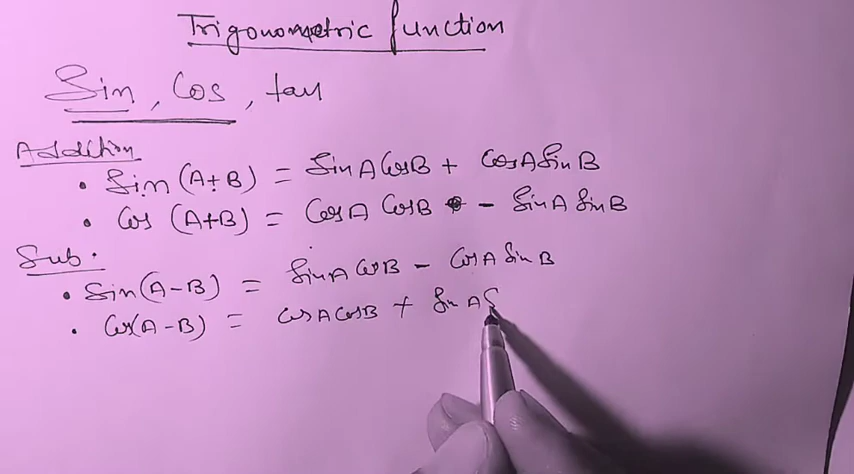 Trigonometric function
Sin, Cos, tan
Addition
• Sin (A+B) = Sin A Cos B + Cos A Sin B
• Cos (A+B) = Cos A Cos B - Sin A Sin B
Sub.
• Sin(A-B) = Sin A Cos B - Cos A Sin B
• Cos(A-B) = Cos A Cos B + Sin A S